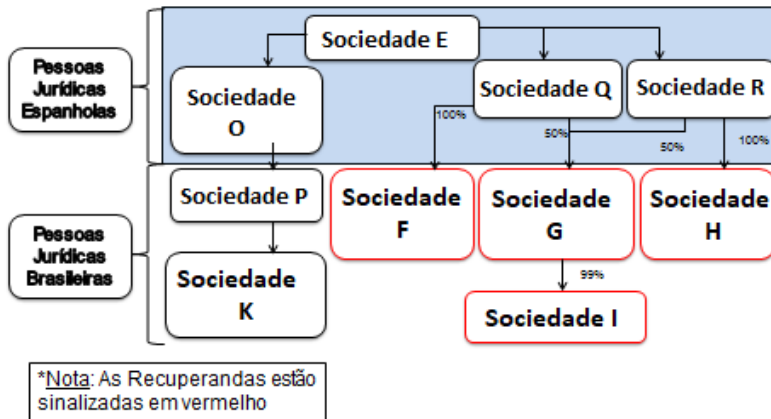 Sociedade E
Pessoas
Jurídicas
Espanholas
Sociedade
O
Sociedade Q
Sociedade R
100%
50%
50%
100%
Pessoas
Jurídicas
Brasileiras
Sociedade P
Sociedade
F
Sociedade
G
Sociedade
H
Sociedade
K
99%
Sociedade I
*Nota: As Recuperandas estão
sinalizadas em vermelho